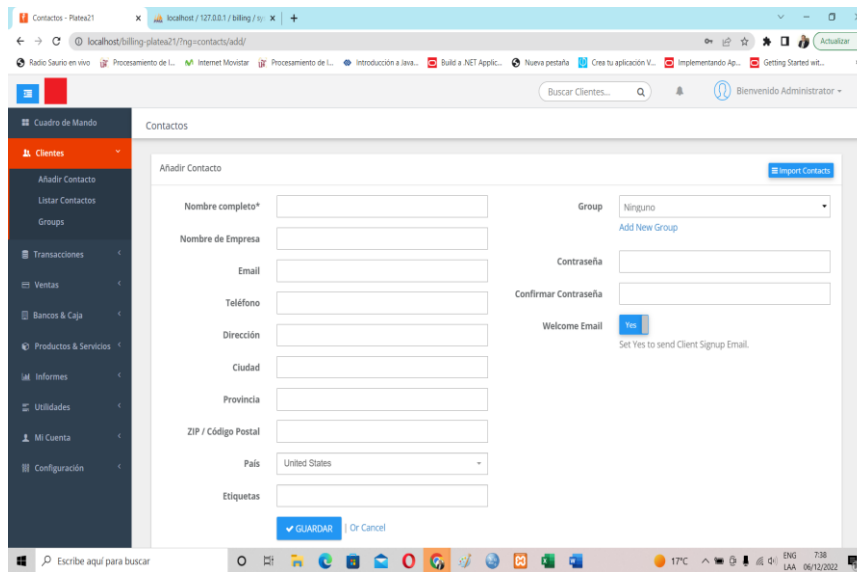 Contactos - Platea21
localhost / 127.0.0.1 / billing / sy
localhost/billing-platea21/?ng=contacts/add/
Actualizar
Radio Saurio en vivo
Procesamiento de l...
Internet Movistar
Procesamiento de l...
Introducción a Java...
Build a .NET Applic...
Nueva pestaña
Crea tu aplicación V...
Implementando Ap...
Getting Started wit...
Buscar Clientes...
Bienvenido Administrator
Cuadro de Mando
Contactos
Clientes
Añadir Contacto
Listar Contactos
Groups
Transacciones
Ventas
Bancos & Caja
Productos & Servicios
Informes
Utilidades
Mi Cuenta
Configuración
Añadir Contacto
Import Contacts
Nombre completo*
Nombre de Empresa
Email
Teléfono
Dirección
Ciudad
Provincia
ZIP / Código Postal
País
United States
Etiquetas
GUARDAR | Or Cancel
Group
Ninguno
Add New Group
Contraseña
Confirmar Contraseña
Welcome Email
Yes
Set Yes to send Client Signup Email.
Escribe aquí para buscar
17°C
ENG
LAA
7:38
06/12/2022